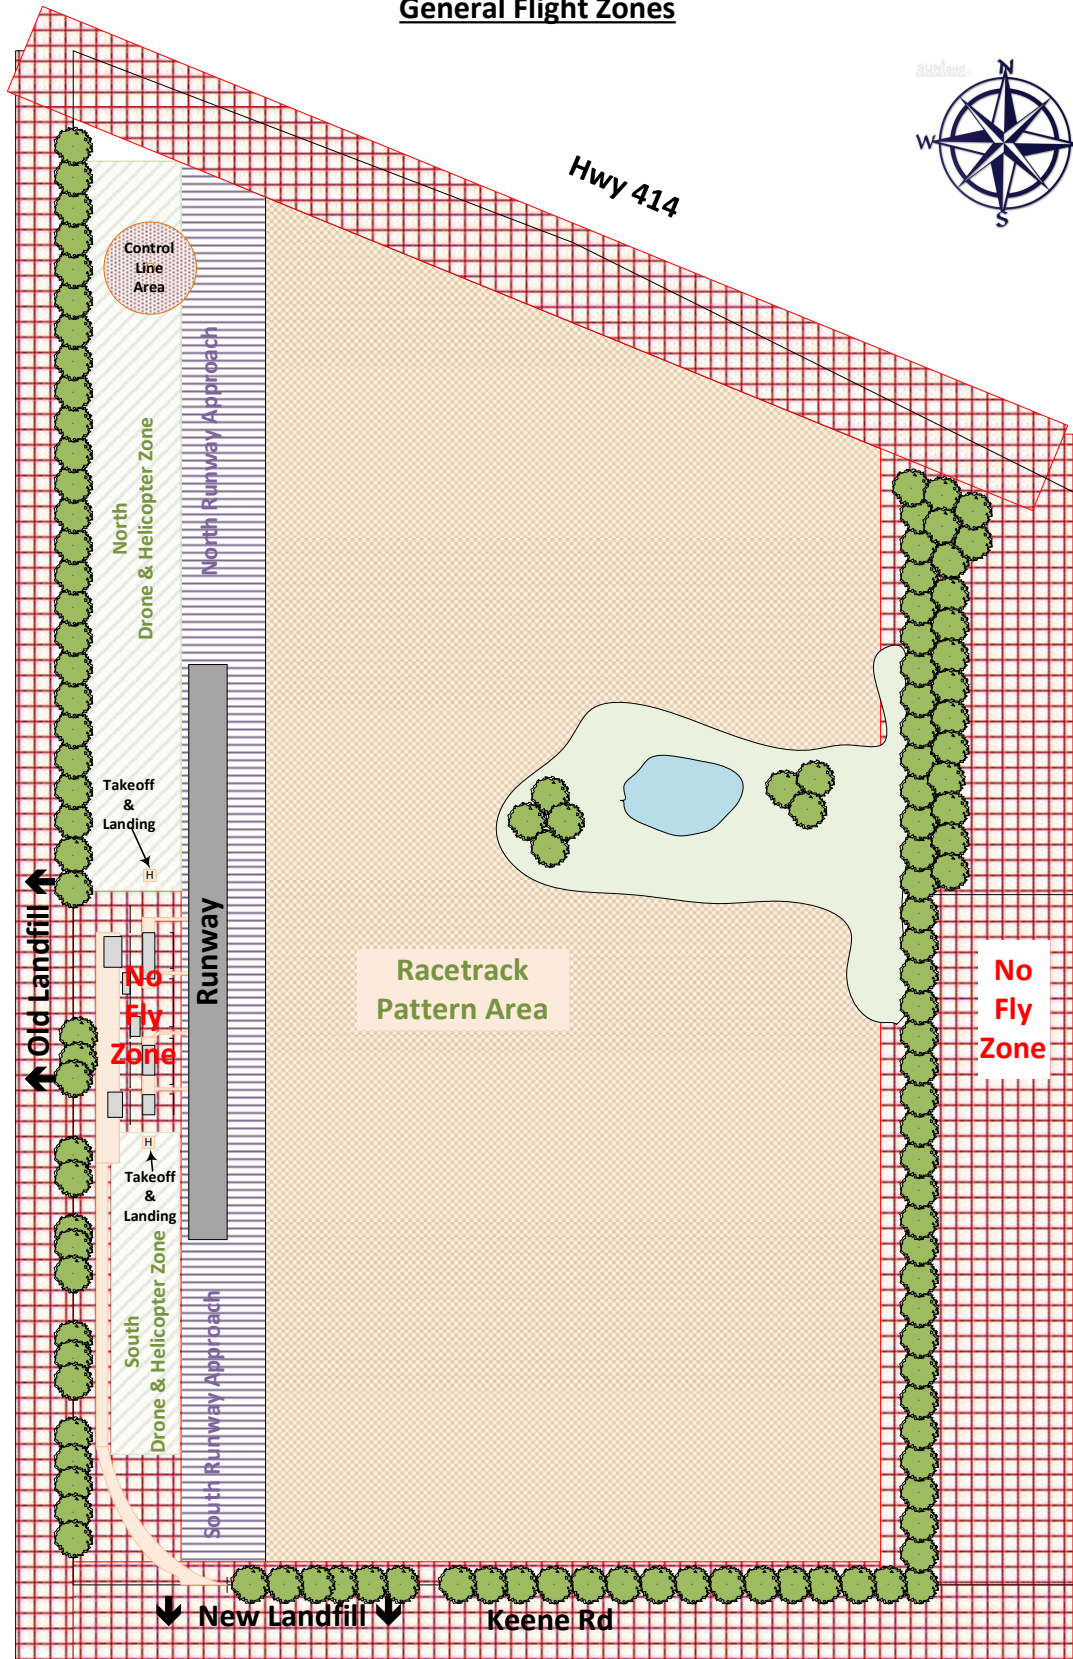 General Flight Zones
SUNland
N
W
S
Hwy 414
Control
Line
Area
North Runway Approach
North
Drone & Helicopter Zone
Takeoff
&
Landing
H
Old Landfill
No
Fly
Zone
Runway
Racetrack
Pattern Area
No
Fly
Zone
H
Takeoff
&
Landing
South
Drone & Helicopter Zone
South Runway Approach
New Landfill
Keene Rd